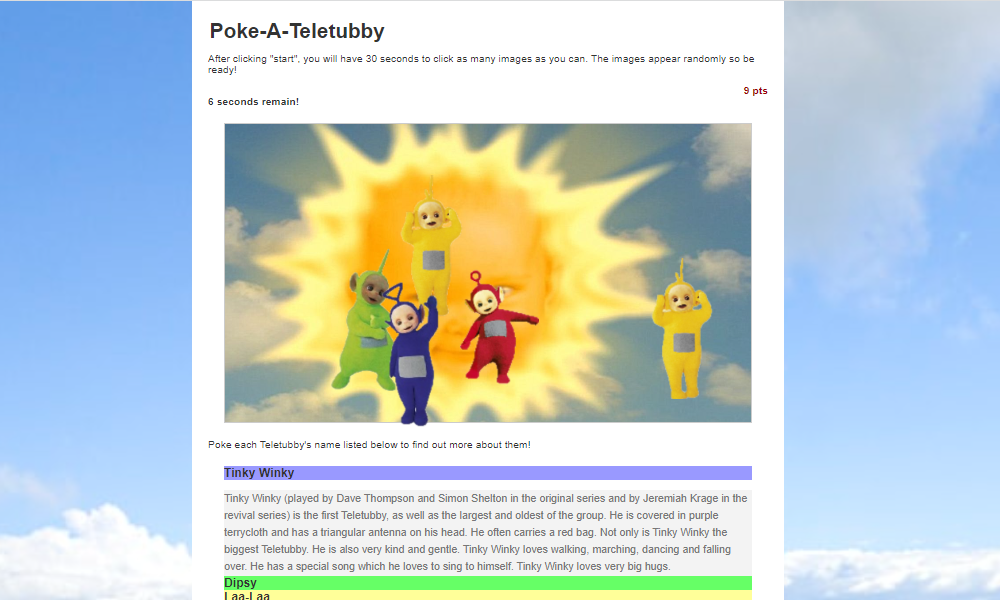 Poke-A-Teletubby
After clicking "start", you will have 30 seconds to click as many images as you can. The images appear randomly so be
ready!
9 pts
6 seconds remain!
Poke each Teletubby's name listed below to find out more about them!
Tinky Winky
Tinky Winky (played by Dave Thompson and Simon Shelton in the original series and by Jeremiah Krage in the
revival series) is the first Teletubby, as well as the largest and oldest of the group. He is covered in purple
terrycloth and has a triangular antenna on his head. He often carries a red bag. Not only is Tinky Winky the
biggest Teletubby. He is also very kind and gentle. Tinky Winky loves walking, marching, dancing and falling
over. He has a special song which he loves to sing to himself. Tinky Winky loves very big hugs.
Dipsy
Laa-Laa